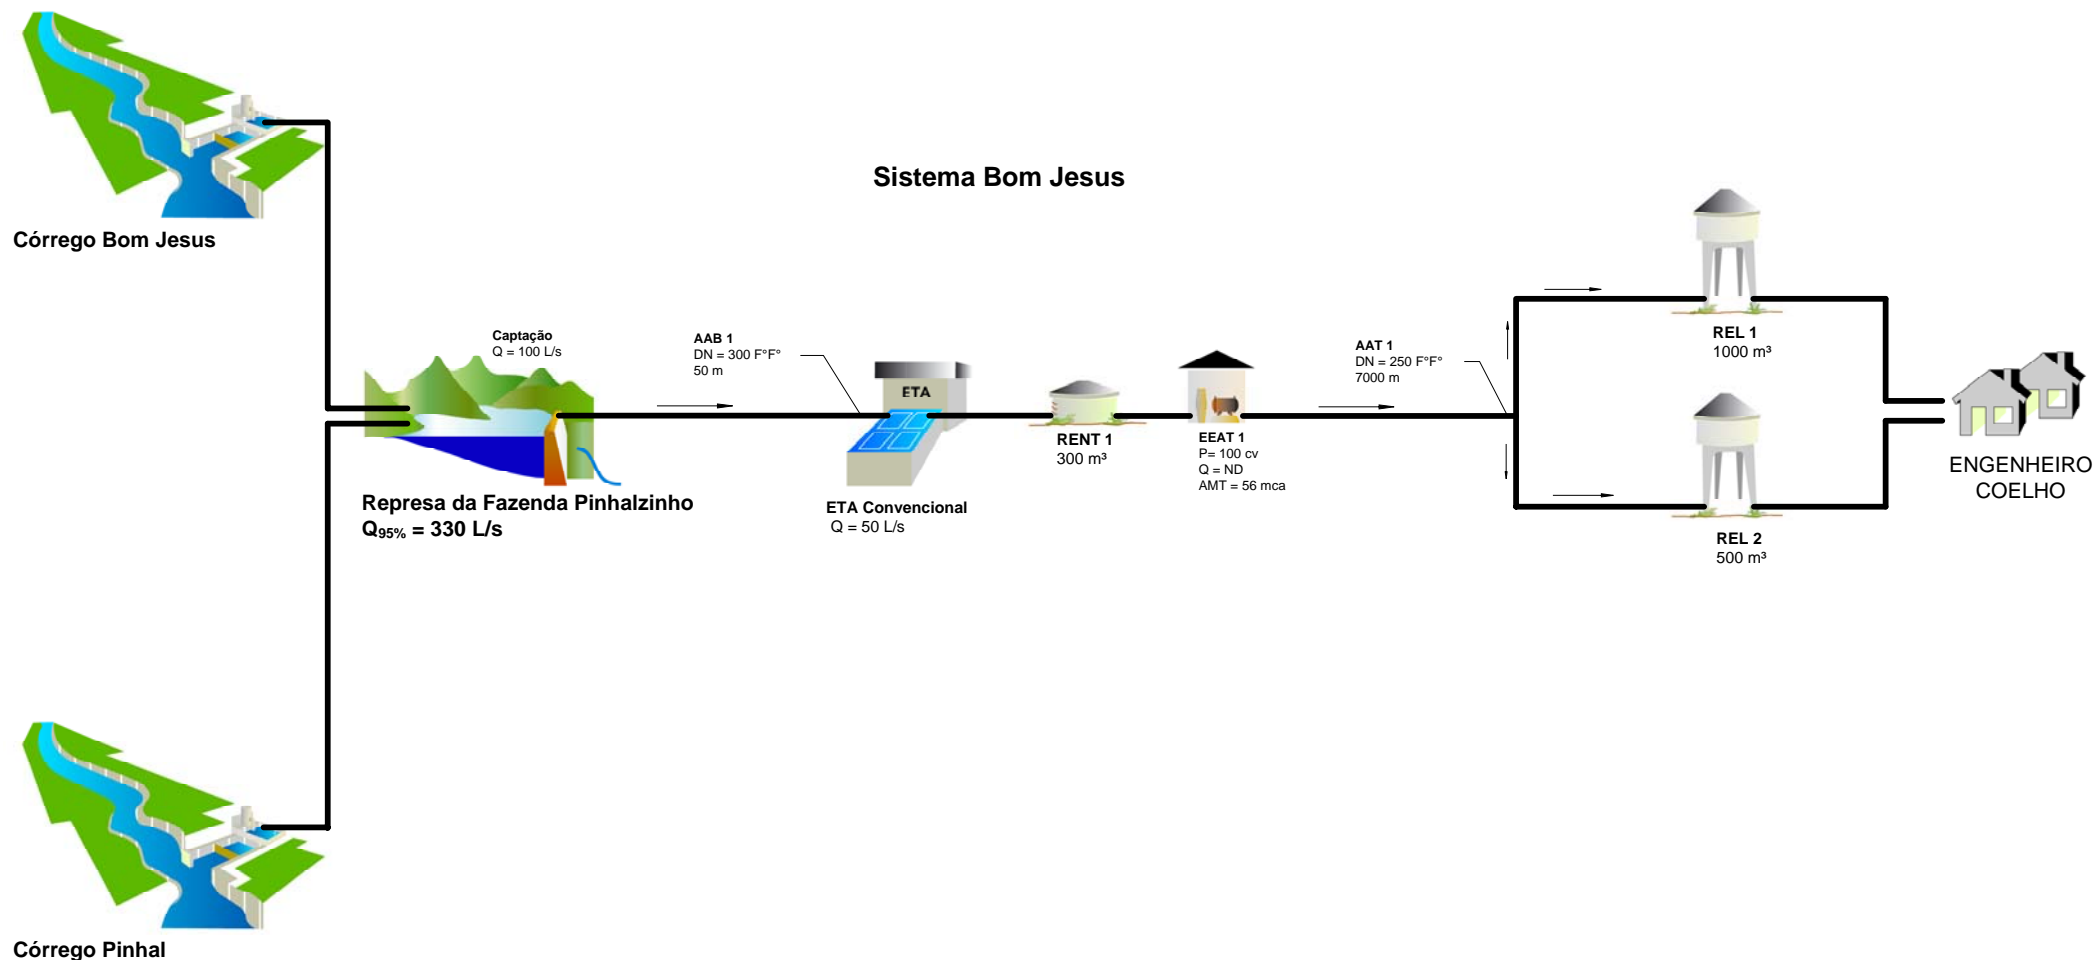 Sistema Bom Jesus
Córrego Bom Jesus
Captação
Q = 100 L/s
Represa da Fazenda Pinhalzinho
Q95% = 330 L/s
AAB 1
DN = 300 F°F°
50 m
ETA
ETA Convencional
Q = 50 L/s
RENT 1
300 m³
EEAT 1
P= 100 cv
Q = ND
AMT = 56 mca
AAT 1
DN = 250 F°F°
7000 m
REL 1
1000 m³
REL 2
500 m³
ENGENHEIRO
COELHO
Córrego Pinhal